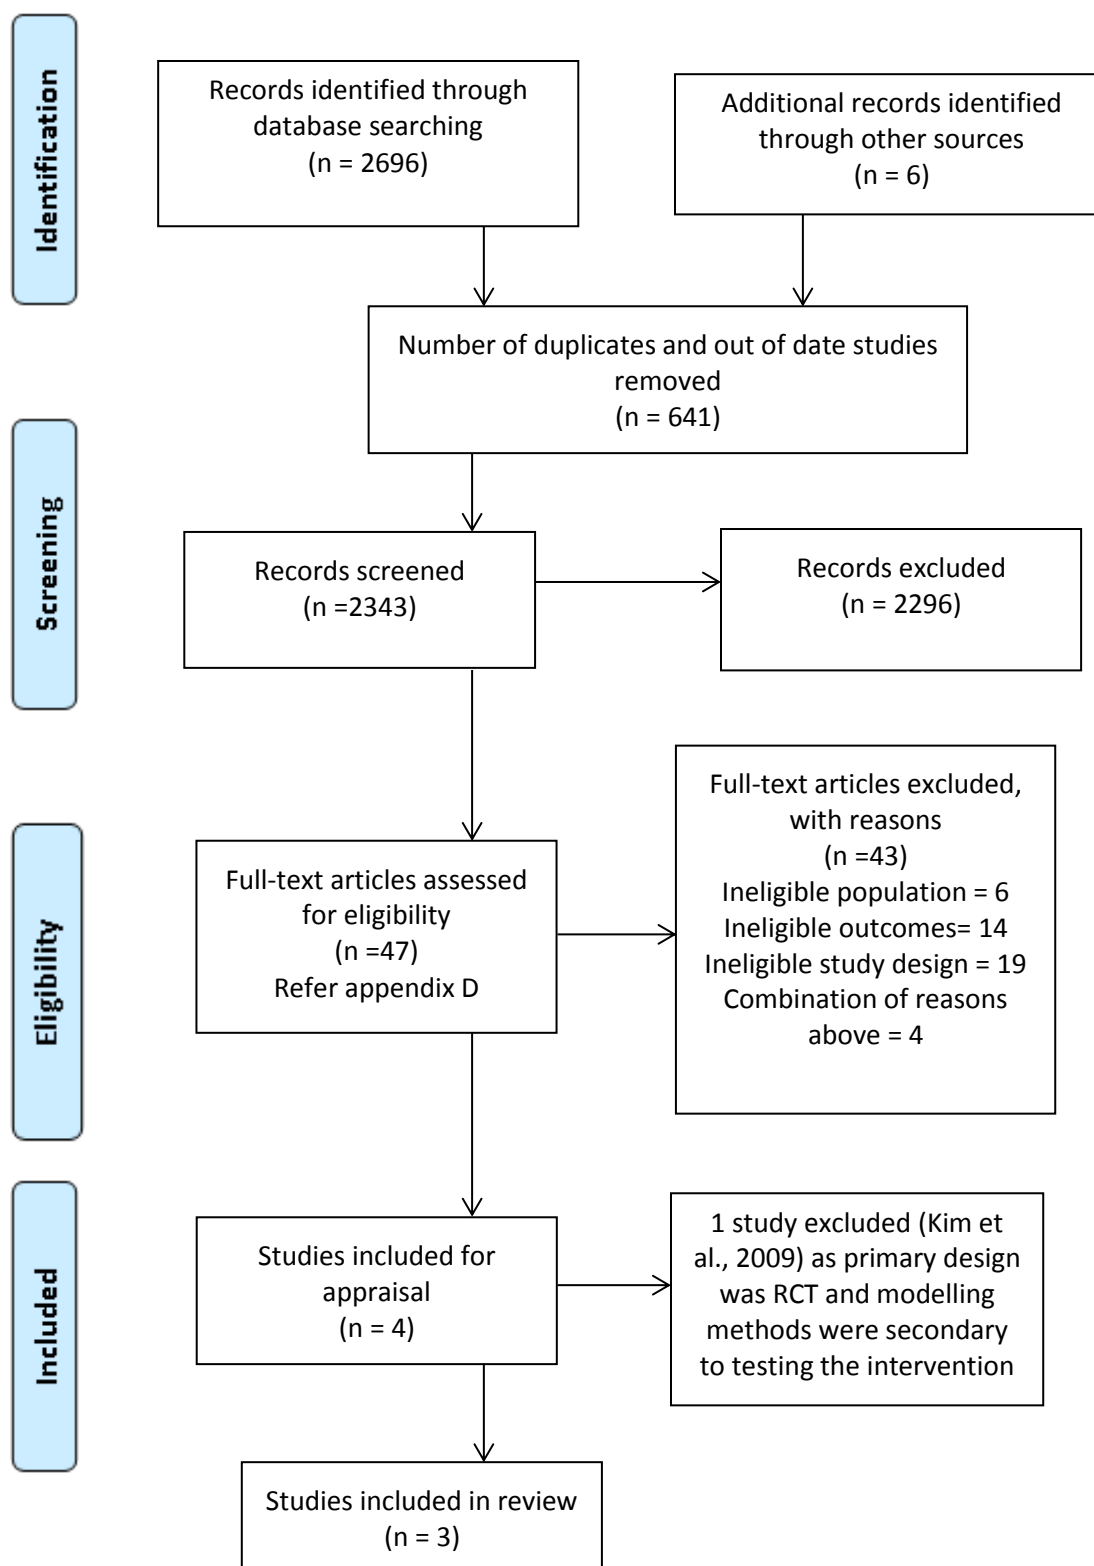 Identification
Records identified through
database searching
(n = 2696)
Additional records identified
through other sources
(n = 6)
Number of duplicates and out of date studies
removed
(n = 641)
Screening
Records screened
(n =2343)
Records excluded
(n = 2296)
Eligibility
Full-text articles assessed
for eligibility
(n =47)
Refer appendix D
Full-text articles excluded,
with reasons
(n =43)
Ineligible population = 6
Ineligible outcomes= 14
Ineligible study design = 19
Combination of reasons
above = 4
Included
Studies included for
appraisal
(n = 4)
1 study excluded (Kim et
al., 2009) as primary design
was RCT and modelling
methods were secondary
to testing the intervention
Studies included in review
(n = 3)